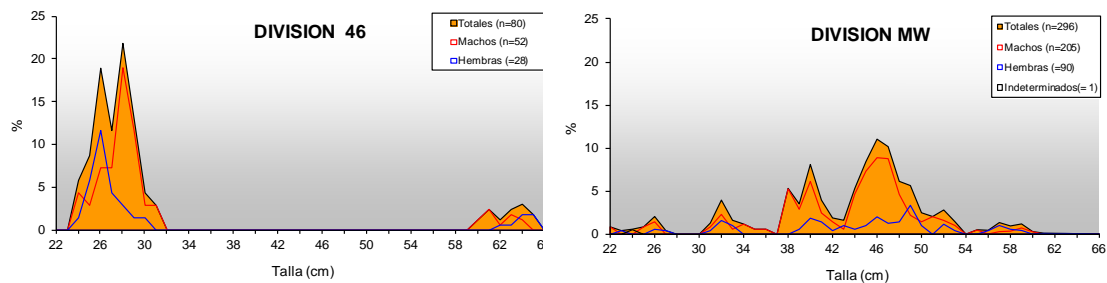 DIVISION 46
Totales (n=80)
Machos (n=52)
Hembras (=28)
25
20
15
10
5
0
%
22 26 30 34 38 42 46 50 54 58 62 6
Talla (cm)
DIVISION MW
Totales (n=296)
Machos (n=205)
Hembras (=90)
Indeterminados(= 1)
25
20
15
10
5
0
%
22 26 30 34 38 42 46 50 54 58 62 66
Talla (cm)